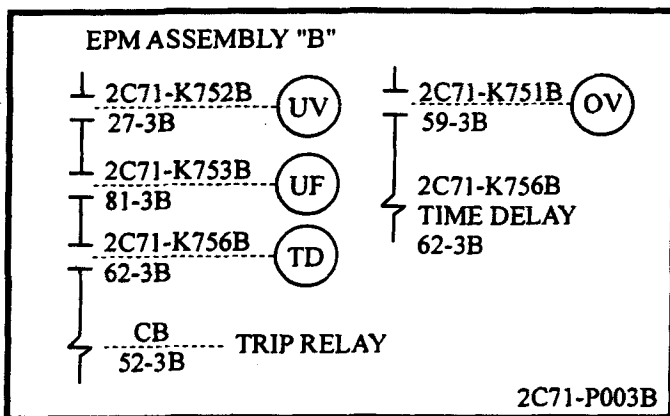 EPM ASSEMBLY "B"
2C71-K752B
27-3B
UV
2C71-K753B
81-3B
UF
2C71-K756B
62-3B
TD
CB
52-3B
TRIP RELAY
2C71-K751B
59-3B
OV
2C71-K756B
TIME DELAY
62-3B
2C71-P003B